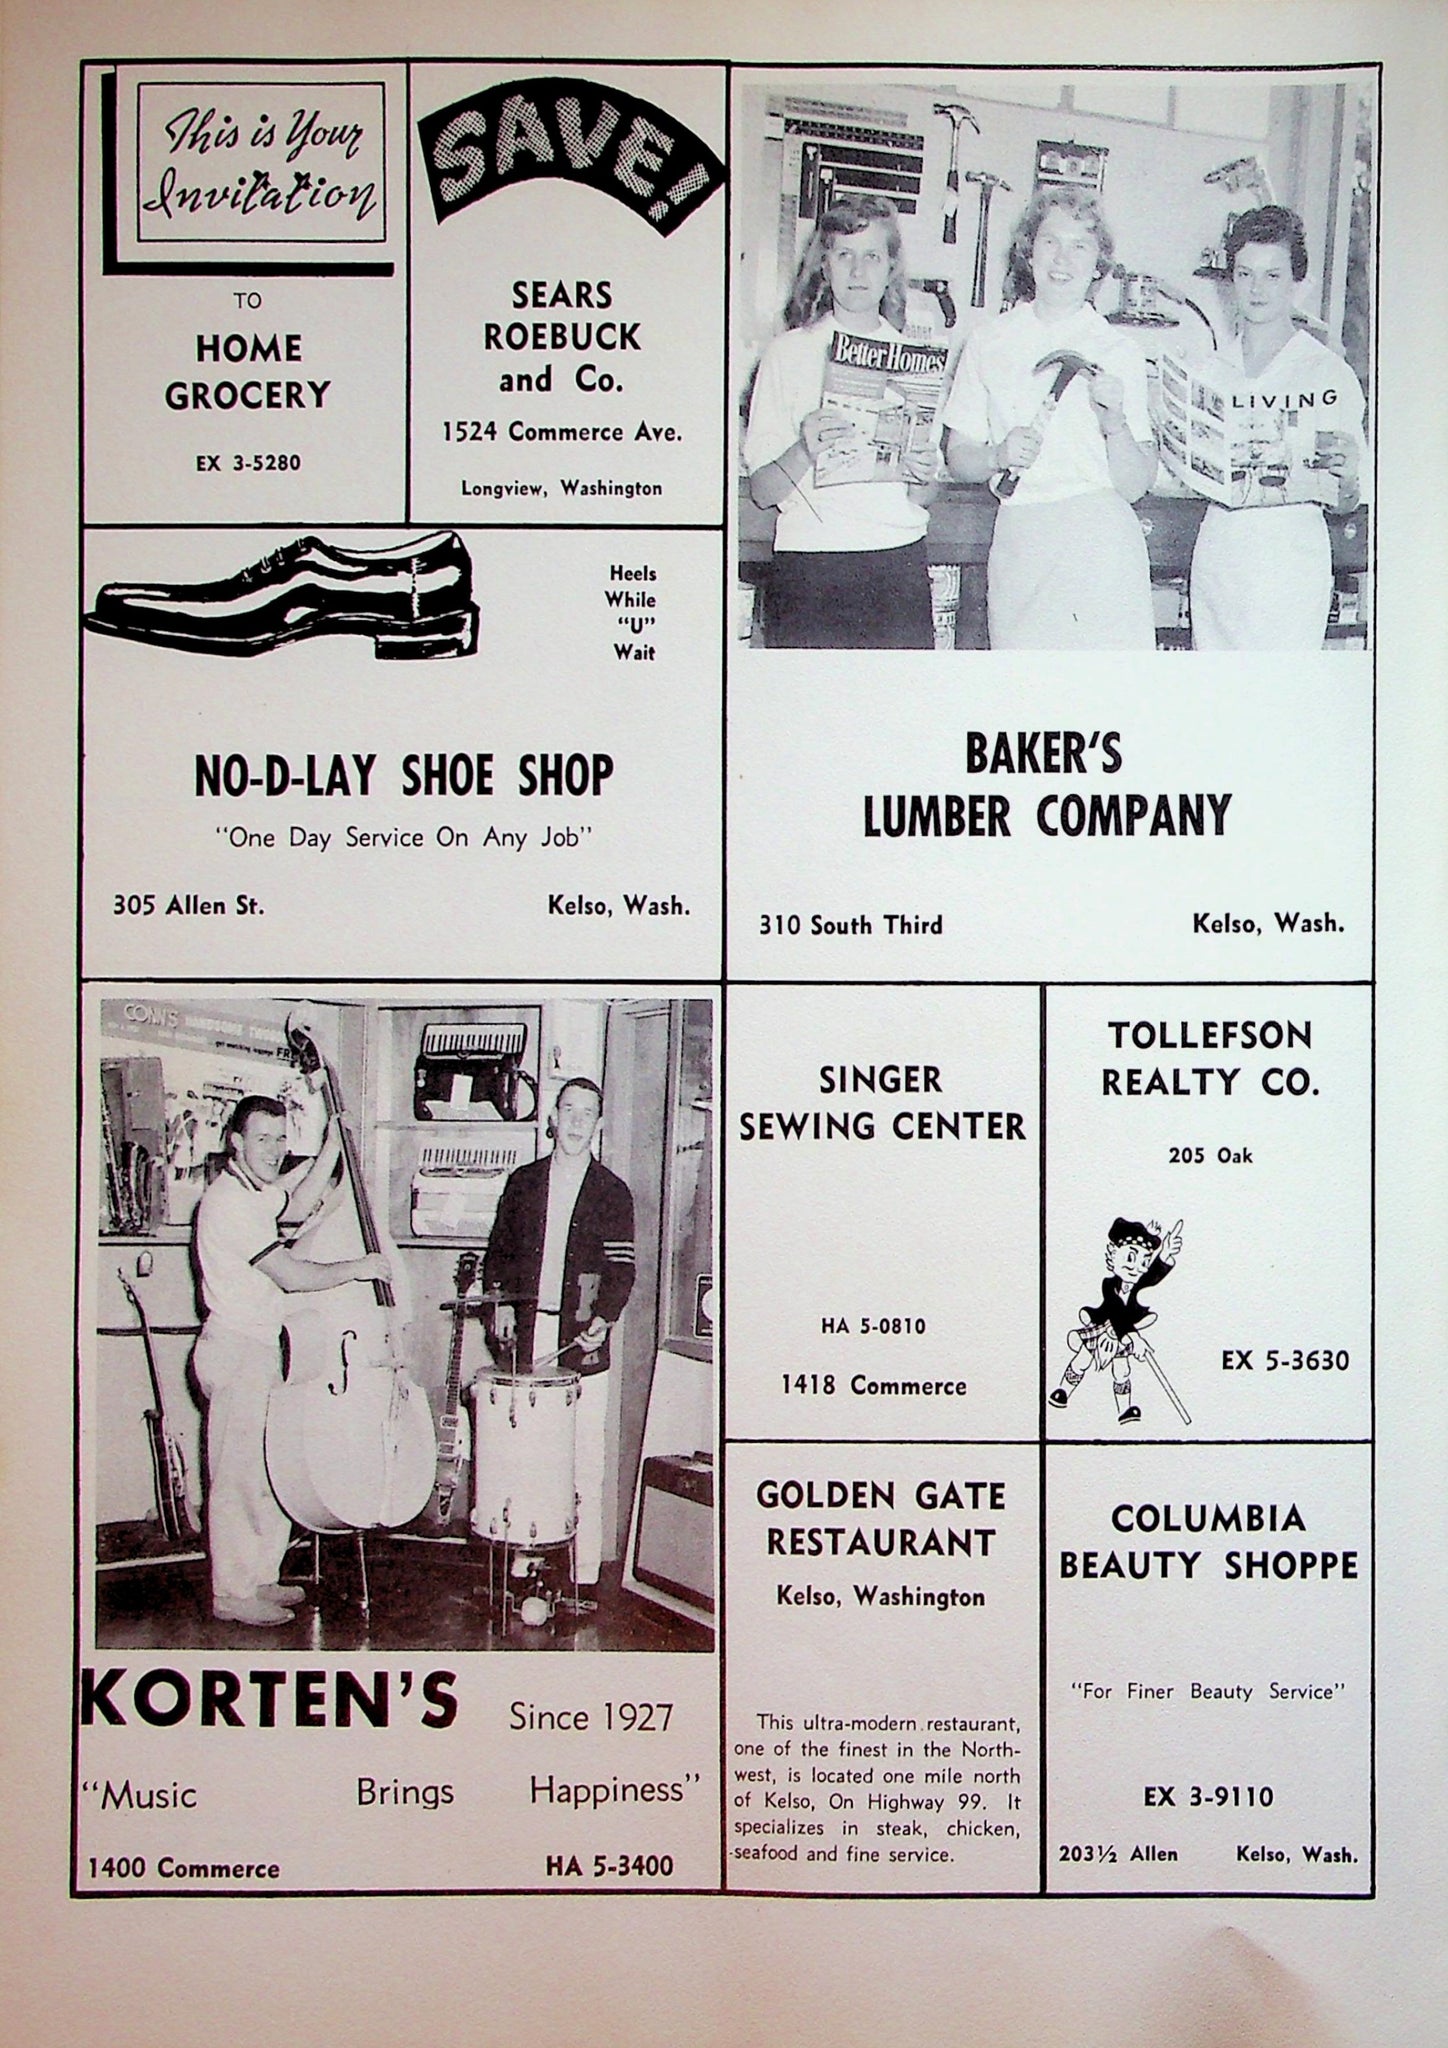 This is Your
Invitation
TO
HOME
GROCERY
EX 3-5280
SAVE!
SEARS
ROEBUCK
and Co.
1524 Commerce Ave.
Longview, Washington
Better Homes
LIVING
BAKER'S
LUMBER COMPANY
310 South Third Kelso, Wash.
Heels
While
"U"
Wait
NO-D-LAY SHOE SHOP
"One Day Service On Any Job"
305 Allen St. Kelso, Wash.
FREE
KORTEN'S Since 1927
"Music Brings Happiness"
1400 Commerce HA 5-3400
SINGER
SEWING CENTER
HA 5-0810
1418 Commerce
TOLLEFSON
REALTY CO.
205 Oak
EX 5-3630
GOLDEN GATE
RESTAURANT
Kelso, Washington
This ultra-modern restaurant,
one of the finest in the North-
west, is located one mile north
of Kelso, On Highway 99. It
specializes in steak, chicken,
seafood and fine service.
COLUMBIA
BEAUTY SHOPPE
"For Finer Beauty Service"
EX 3-9110
203½ Allen Kelso, Wash.